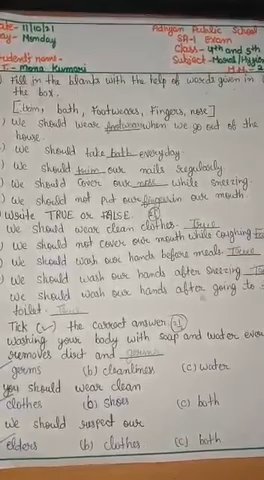 Date- 11/10/21 Adhyan Public School
Day- Monday SA-1 Exam
Student's name- Class- 4th and 5th
T.- Mona Kumari Subject- Moral/Hygiene
M.M.-
Fill in the blanks with the help of words given in
the box.
[Trim, bath, Footwears, Fingers, nose]
We should wear footwear when we go out of the
house.
We should take bath everyday.
We should trim our nails regularly.
We should cover our nose while sneezing.
We should not put our fingers in our mouth.
Write TRUE or FALSE.
We should wear clean clothes. True
We should not cover our mouth while coughing
We should wash our hands before meals. True
We should wash our hands after sneezing
We should wash our hands after going to
toilet. True
Tick (✓) the correct answer
Washing your body with soap and water
removes dirt and germs
germs (b) cleanliness (c) water
You should wear clean
clothes (b) shoes (c) both
We should respect our
elders (b) clothes (c) both